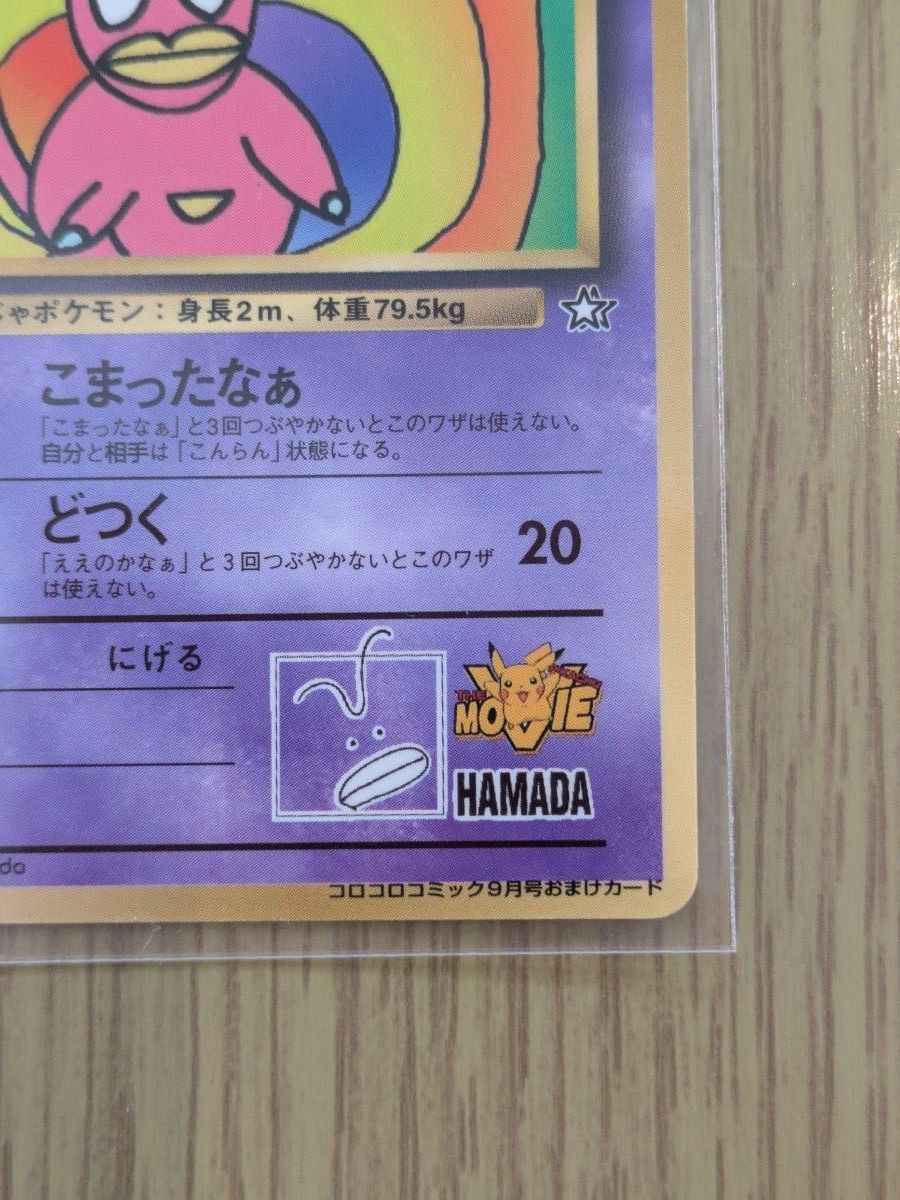 ゃポケモン：身長2m、体重79.5kg
こまったなぁ
「こまったなぁ」と3回つぶやかないとこのワザは使えない。
自分と相手は「こんらん」状態になる。
どつく
20
「ええのかなぁ」と3回つぶやかないとこのワザ
は使えない。
にげる
THE
MOVIE
HAMADA
da
コロコロコミック9月号おまけカード